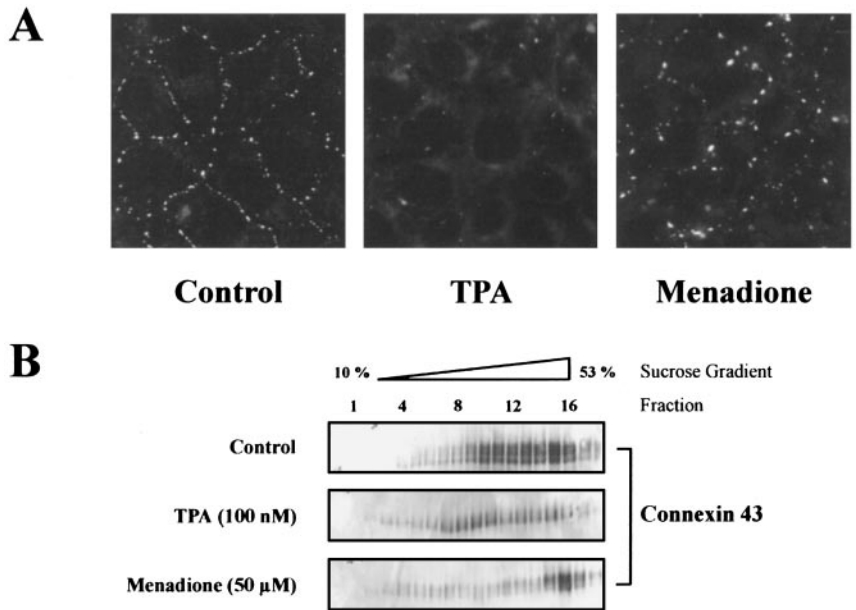 A
Control TPA Menadione
B
10 % 53 % Sucrose Gradient
1 4 8 12 16 Fraction
Control
TPA (100 nM)
Connexin 43
Menadione (50 µM)